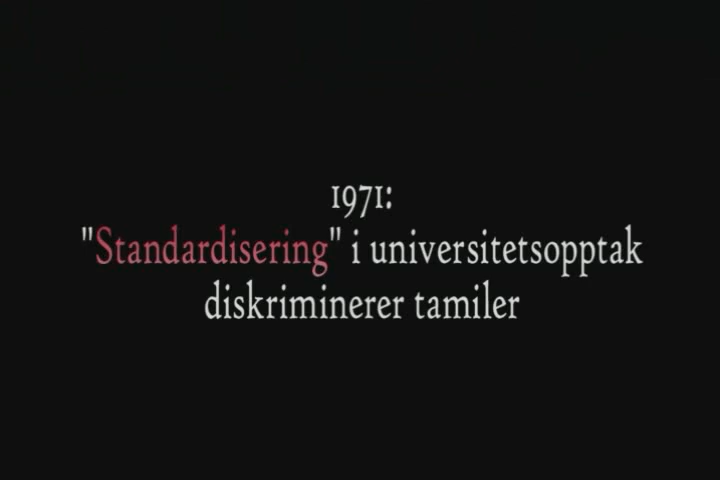 1971:
"Standardisering" i universitetsopptak
diskriminerer tamiler